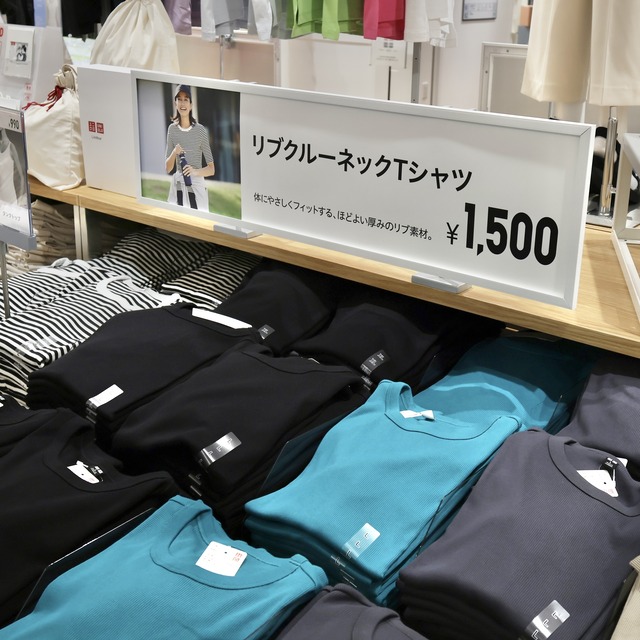 リブクルーネックTシャツ
体にやさしくフィットする、ほどよい厚みのリブ素材。
¥1,500